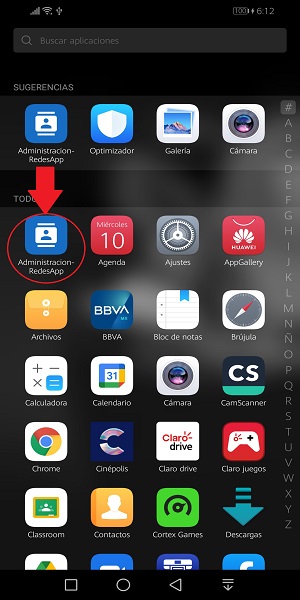 100 6:12
Buscar aplicaciones
SUGERENCIAS
Administracion-
RedesApp
Optimizador
Galería
Cámara
TODO
Administracion-
RedesApp
Miércoles
10
Agenda
Ajustes
HUAWEI
AppGallery
Archivos
BBVA
MX
BBVA
Bloc de notas
Brújula
Calculadora
31
Calendario
Cámara
CS
CamScanner
Chrome
Cinépolis
Claro
drive
Claro drive
Claro juegos
Classroom
Contactos
Cortex Games
Descargas
#
A
B
C
D
E
F
G
H
I
J
K
L
M
N
Ñ
O
P
Q
R
S
T
U
V
W
X
Y
Z